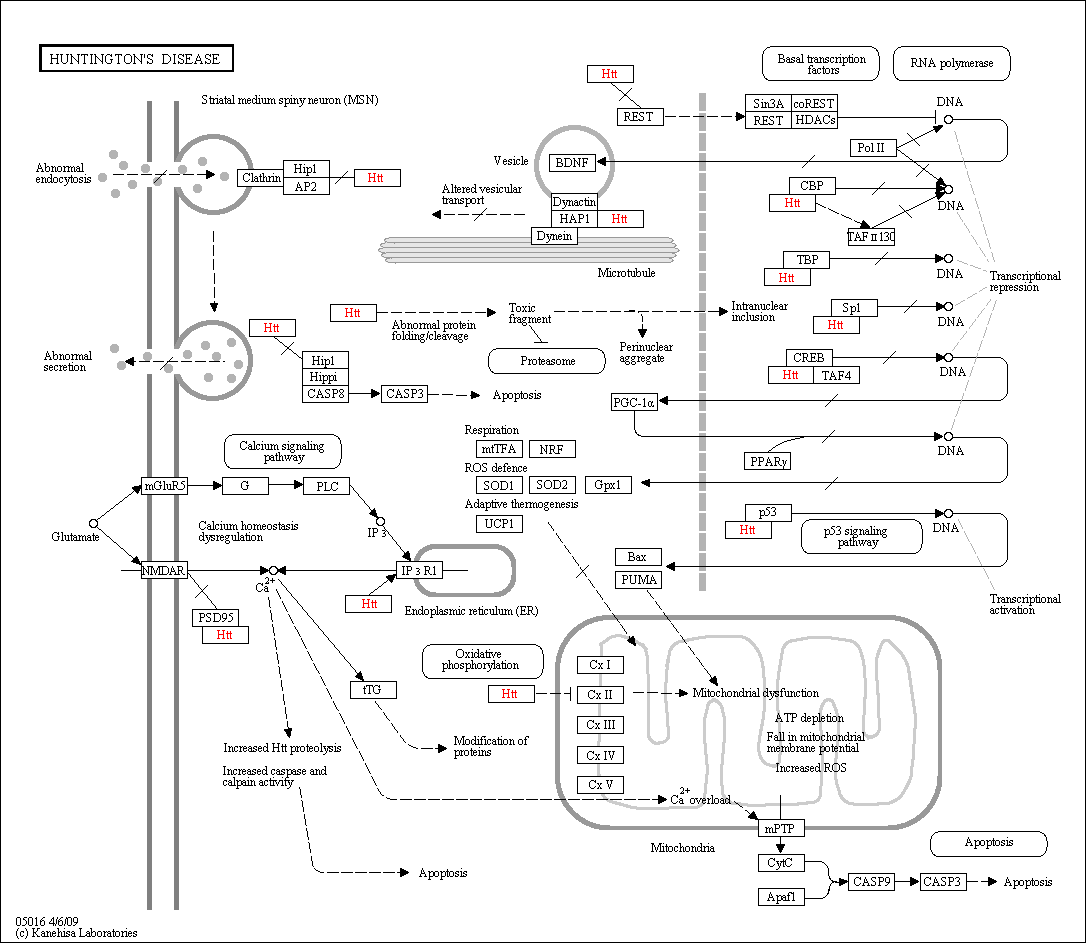 HUNTINGTON'S DISEASE
Striatal medium spiny neuron (MSN)
Abnormal
endocytosis
Clathrin
Hip1
AP2
Htt
Vesicle
BDNF
Altered vesicular
transport
Dynactin
HAP1
Htt
Dynein
Microtubule
Htt
REST
Basal transcription
factors
RNA polymerase
Sin3A
coREST
REST
HDACs
DNA
Pol II
CBP
Htt
DNA
TAF II 130
TBP
Htt
DNA
Transcriptional
repression
Sp1
Htt
DNA
CREB
Htt
TAF4
DNA
Abnormal
secretion
Htt
Hip1
Hippi
CASP8
CASP3
Apoptosis
Htt
Abnormal protein
folding/cleavage
Toxic
fragment
Proteasome
Perinuclear
aggregate
Intranuclear
inclusion
PGC-1α
PPARγ
DNA
Respiration
mtTFA
NRF
ROS defence
SOD1
SOD2
Gpx1
Adaptive thermogenesis
UCP1
p53
Htt
DNA
p53 signaling
pathway
Bax
PUMA
Transcriptional
activation
Calcium signaling
pathway
mGluR5
G
PLC
IP 3
Glutamate
Calcium homeostasis
dysregulation
NMDAR
Ca2+
IP 3 R1
Htt
Endoplasmic reticulum (ER)
PSD95
Htt
tTG
Modification of
proteins
Increased Htt proteolysis
Increased caspase and
calpain activity
Apoptosis
Oxidative
phosphorylation
Htt
Cx I
Cx II
Cx III
Cx IV
Cx V
Mitochondrial dysfunction
ATP depletion
Fall in mitochondrial
membrane potential
Increased ROS
Ca2+ overload
mPTP
Mitochondria
CytC
Apaf1
CASP9
CASP3
Apoptosis
Apoptosis
05016 4/6/09
(c) Kanehisa Laboratories